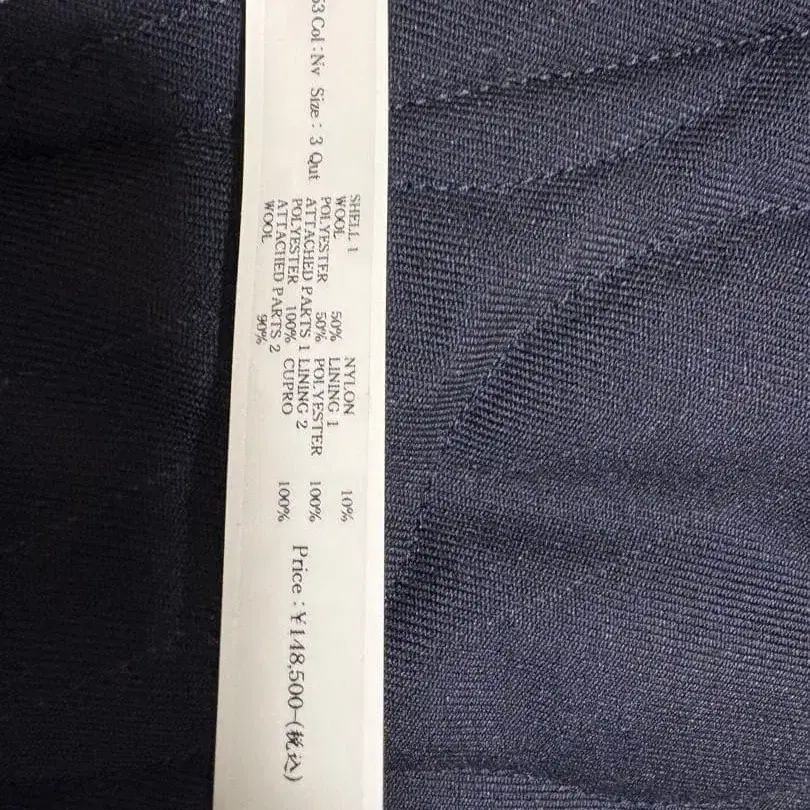 53 Col : Nv Size : 3 Qut
SHELL 1
WOOL 50%
POLYESTER 50%
ATTACHED PARTS 1
POLYESTER 100%
ATTACHED PARTS 2
WOOL 90%
NYLON 10%
LINING 1
POLYESTER 100%
LINING 2
CUPRO 100%
Price : ¥148,500-(税込)